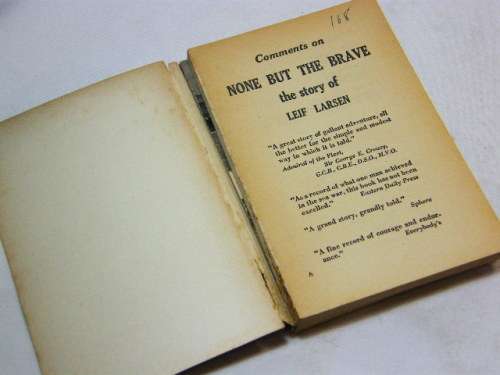 168
Comments on
NONE BUT THE BRAVE
the story of
LEIF LARSEN
"A great story of gallant adventure, all
the better for the simple and modest
way in which it is told."
Admiral of the Fleet,
Sir George E. Creasy,
G.C.B., C.B.E., D.S.O., M.V.O.
"As a record of what one man achieved
in the sea war, this book has not been
excelled." Eastern Daily Press
"A grand story, grandly told." Sphere
"A fine record of courage and endur-
ance." Everybody's
A